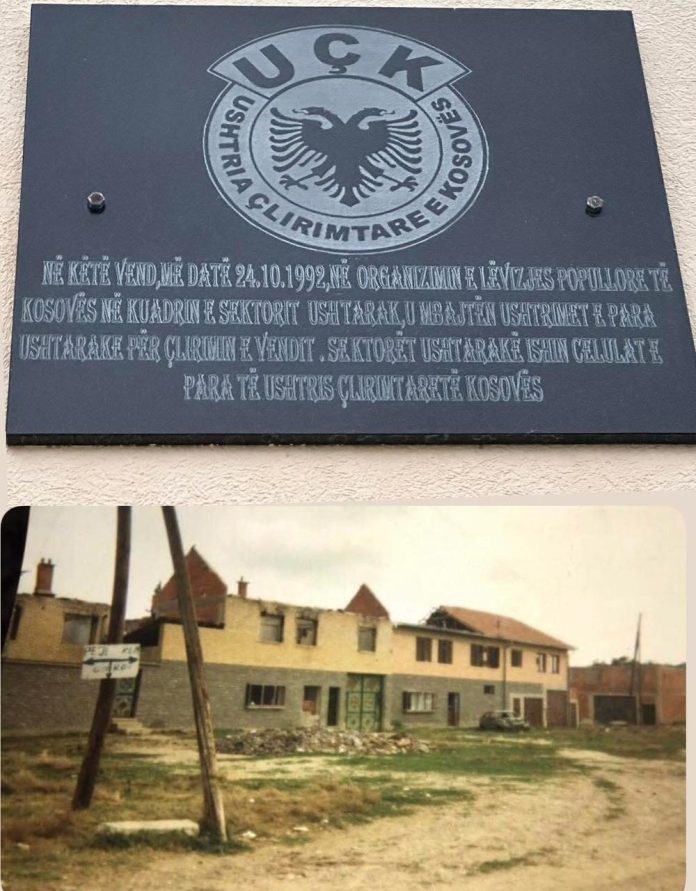 UÇK
USHTRIA ÇLIRIMTARE E KOSOVËS
NË KËTË VEND,MË DATË 24.10.1992,NË ORGANIZIMIN E LËVIZJES POPULLORE TË
KOSOVËS NË KUADRIN E SEKTORIT USHTARAK,U MBAJTËN USHTRIMET E PARA
USHTARAKE PËR ÇLIRIMIN E VENDIT . SEKTORËT USHTARAKË ISHIN CELULAT E
PARA TË USHTRIS ÇLIRIMTARETË KOSOVËS